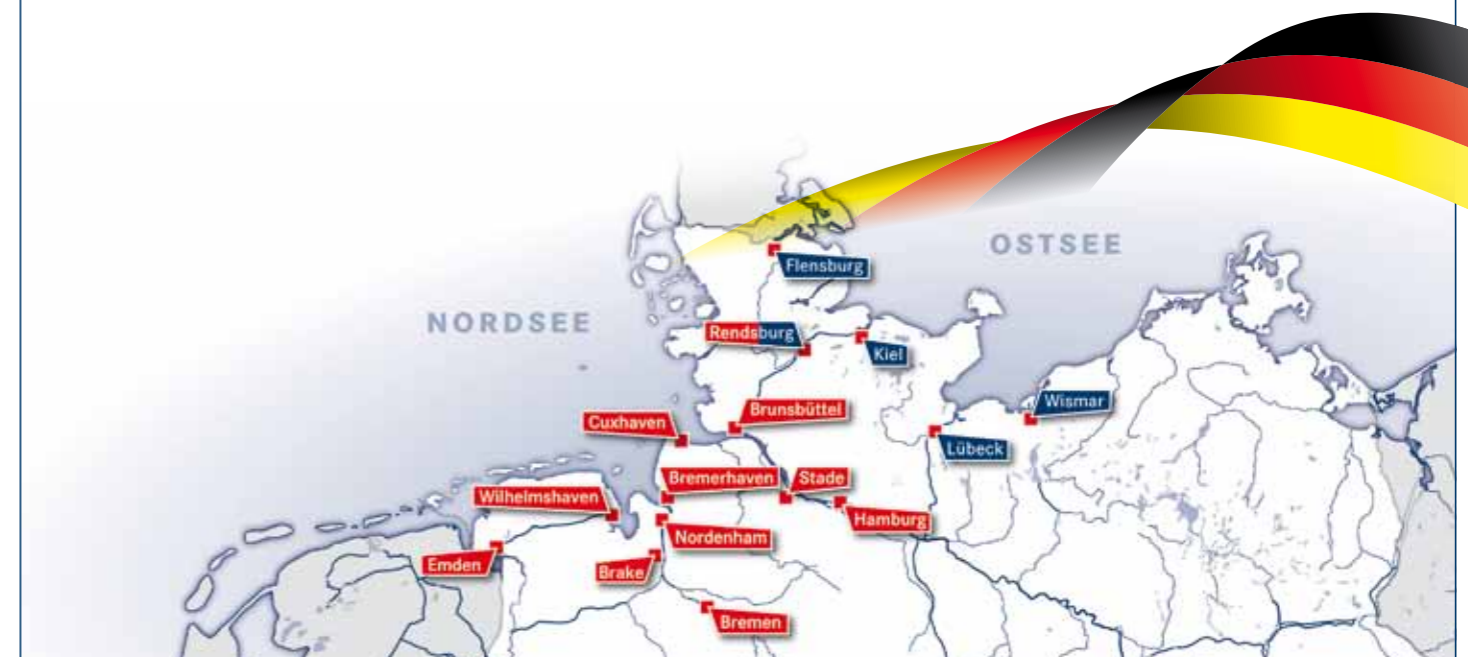 OSTSEE
Flensburg
NORDSEE
Rendsburg
Kiel
Wismar
Brunsbüttel
Cuxhaven
Lübeck
Bremerhaven
Stade
Wilhelmshaven
Hamburg
Nordenham
Emden
Brake
Bremen